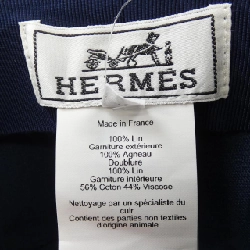 HERMÈS
Made in France
100% Lin
Garniture extérieure
100% Agneau
Doublure
100% Lin
Garniture intérieure
56% Coton 44% Viscose
Nettoyage par un spécialiste du
cuir
Contient des parties non textiles
d'origine animale